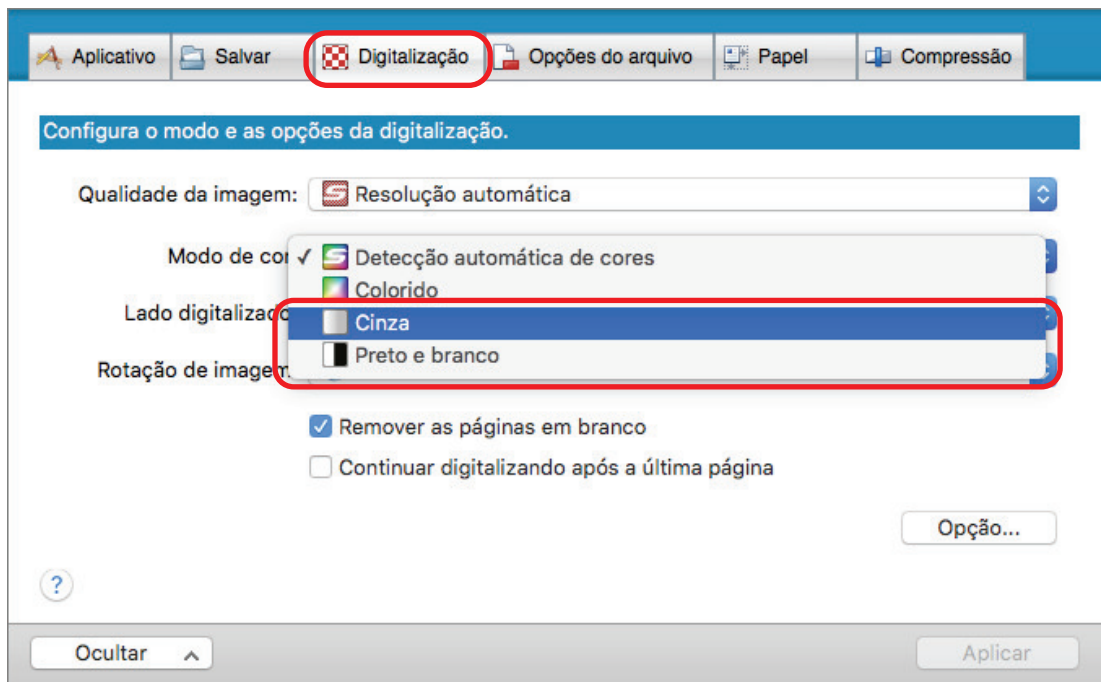 Aplicativo Salvar Digitalização Opções do arquivo Papel Compressão
Configura o modo e as opções da digitalização.
Qualidade da imagem: Resolução automática
Modo de cor ✓ Detecção automática de cores
Colorido
Lado digitalizado Cinza
Preto e branco
Rotação de imagem
Remover as páginas em branco
Continuar digitalizando após a última página
Opção...
?
Ocultar Aplicar